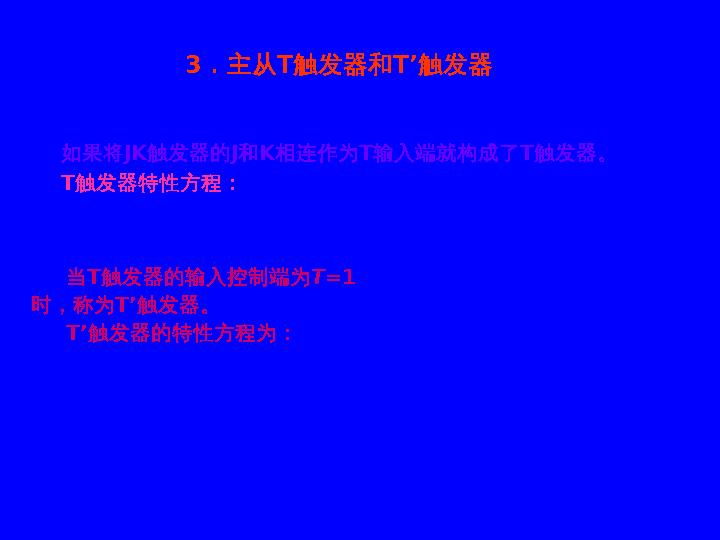 3．主从T触发器和T′触发器
如果将JK触发器的J和K相连作为T输入端就构成了T触发器。
T触发器特性方程：
当T触发器的输入控制端为T=1
时，称为T′触发器。
T′触发器的特性方程为：